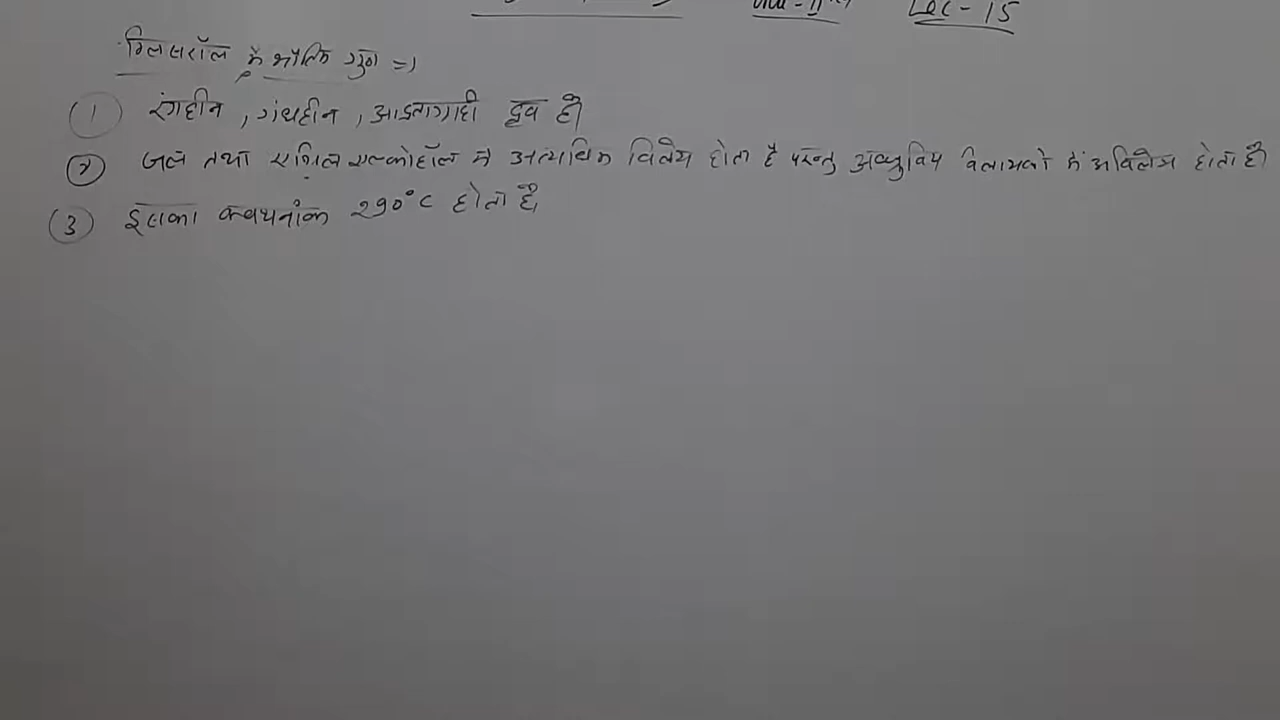 Lec - 15
ग्लिसरॉल के भौतिक गुण =>
(1) रंगहीन , गंधहीन , आद्रताग्राही द्रव है।
(2) जल तथा एथिल एल्कोहॉल में अत्यधिक विलेय होता है परन्तु अध्रुविय विलायको में अविलेय होता है।
(3) इसका क्वथनांक 290°C होता है।